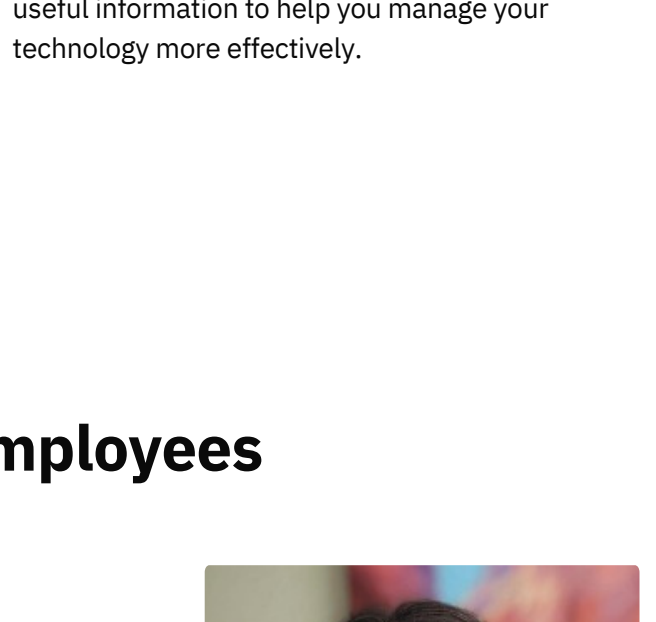 useful information to help you manage your
technology more effectively.
mployees